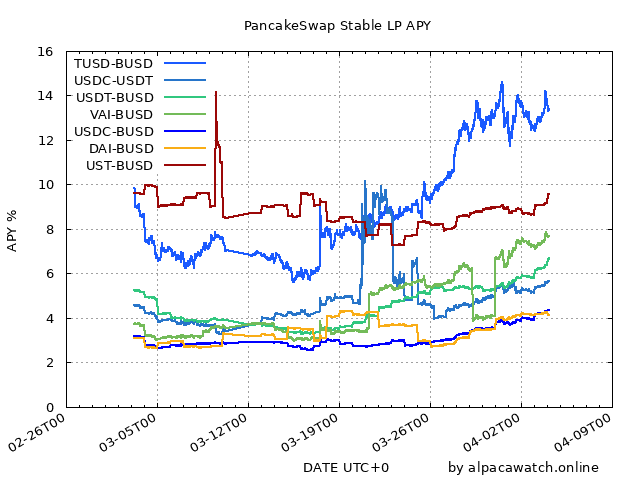 PancakeSwap Stable LP APY
16
14
12
10
8
6
4
2
0
APY %
TUSD-BUSD
USDC-USDT
USDT-BUSD
VAI-BUSD
USDC-BUSD
DAI-BUSD
UST-BUSD
02-26T00
03-05T00
03-12T00
03-19T00
03-26T00
04-02T00
04-09T00
DATE UTC+0
by alpacawatch.online